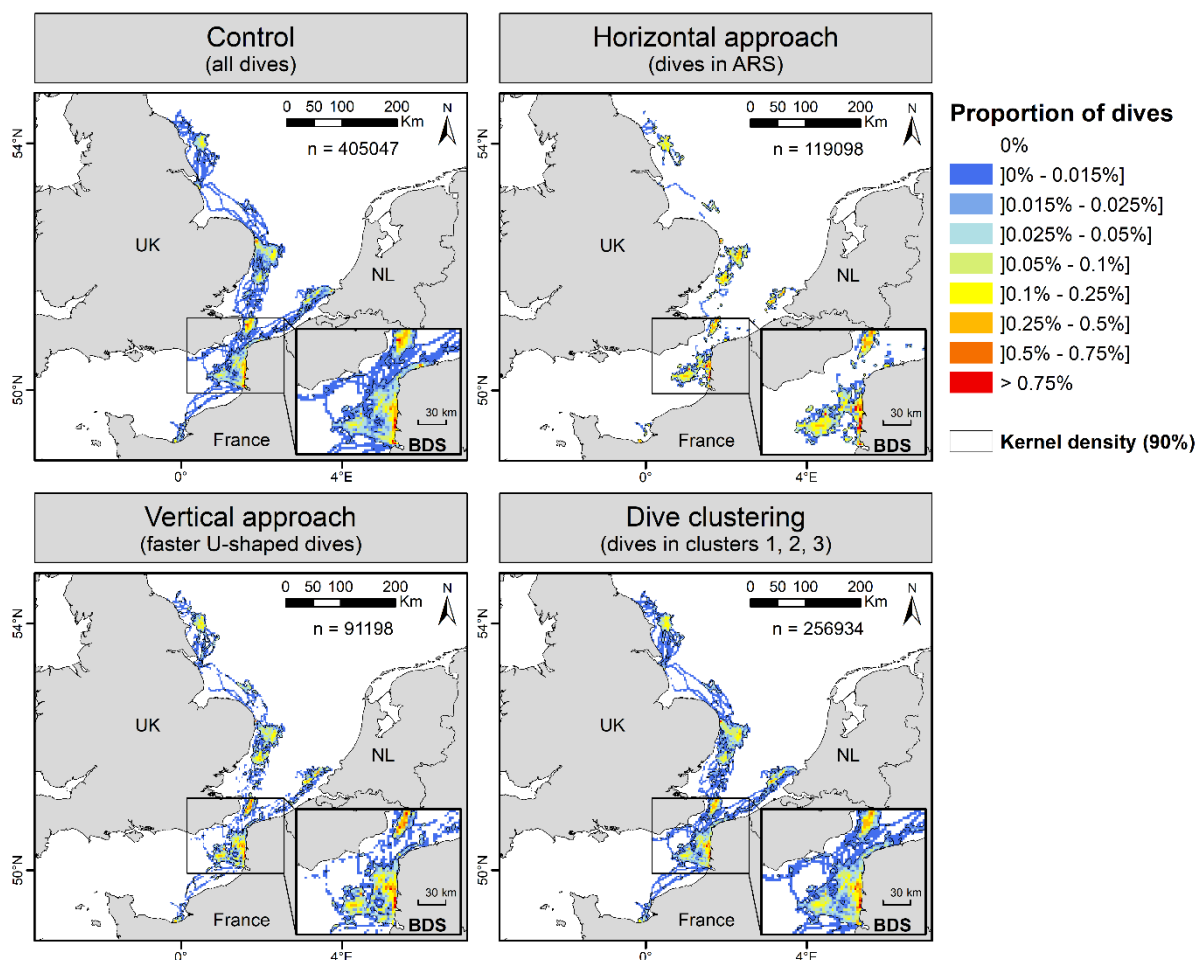 Control
(all dives)
Horizontal approach
(dives in ARS)
0 50 100 200
Km
N
n = 405047
54°N
50°N
UK
NL
France
30 km
BDS
0°
4°E
0 50 100 200
Km
N
n = 119098
54°N
50°N
UK
NL
France
30 km
BDS
0°
4°E
Proportion of dives
0%
]0% - 0.015%]
]0.015% - 0.025%]
]0.025% - 0.05%]
]0.05% - 0.1%]
]0.1% - 0.25%]
]0.25% - 0.5%]
]0.5% - 0.75%]
> 0.75%
Kernel density (90%)
Vertical approach
(faster U-shaped dives)
Dive clustering
(dives in clusters 1, 2, 3)
0 50 100 200
Km
N
n = 91198
54°N
50°N
UK
NL
France
30 km
BDS
0°
4°E
0 50 100 200
Km
N
n = 256934
54°N
50°N
UK
NL
France
30 km
BDS
0°
4°E